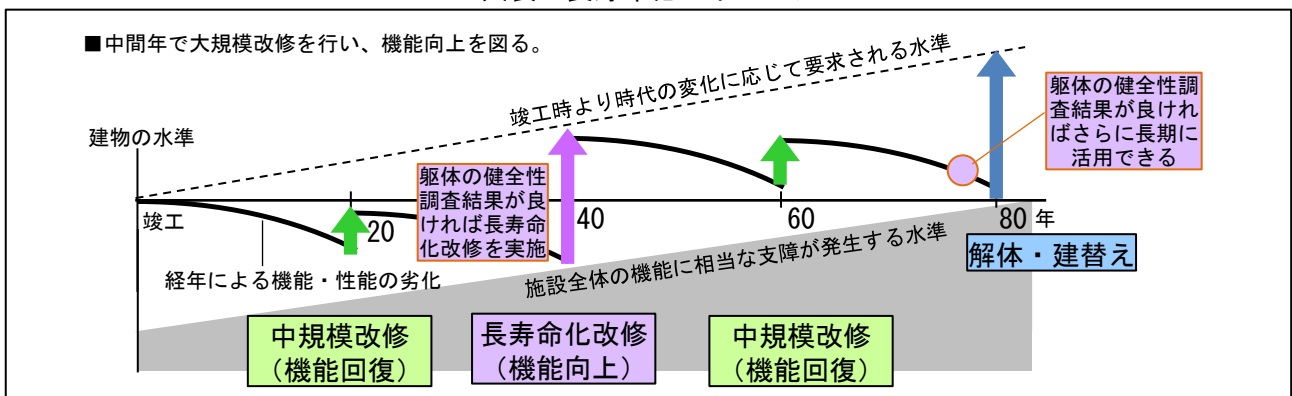 ■中間年で大規模改修を行い、機能向上を図る。
竣工時より時代の変化に応じて要求される水準
建物の水準
躯体の健全性調
査結果が良けれ
ばさらに長期に
活用できる
躯体の健全性
調査結果が良
ければ長寿命
化改修を実施
竣工
20
40
60
80 年
経年による機能・性能の劣化
施設全体の機能に相当な支障が発生する水準
解体・建替え
中規模改修
（機能回復）
長寿命化改修
（機能向上）
中規模改修
（機能回復）